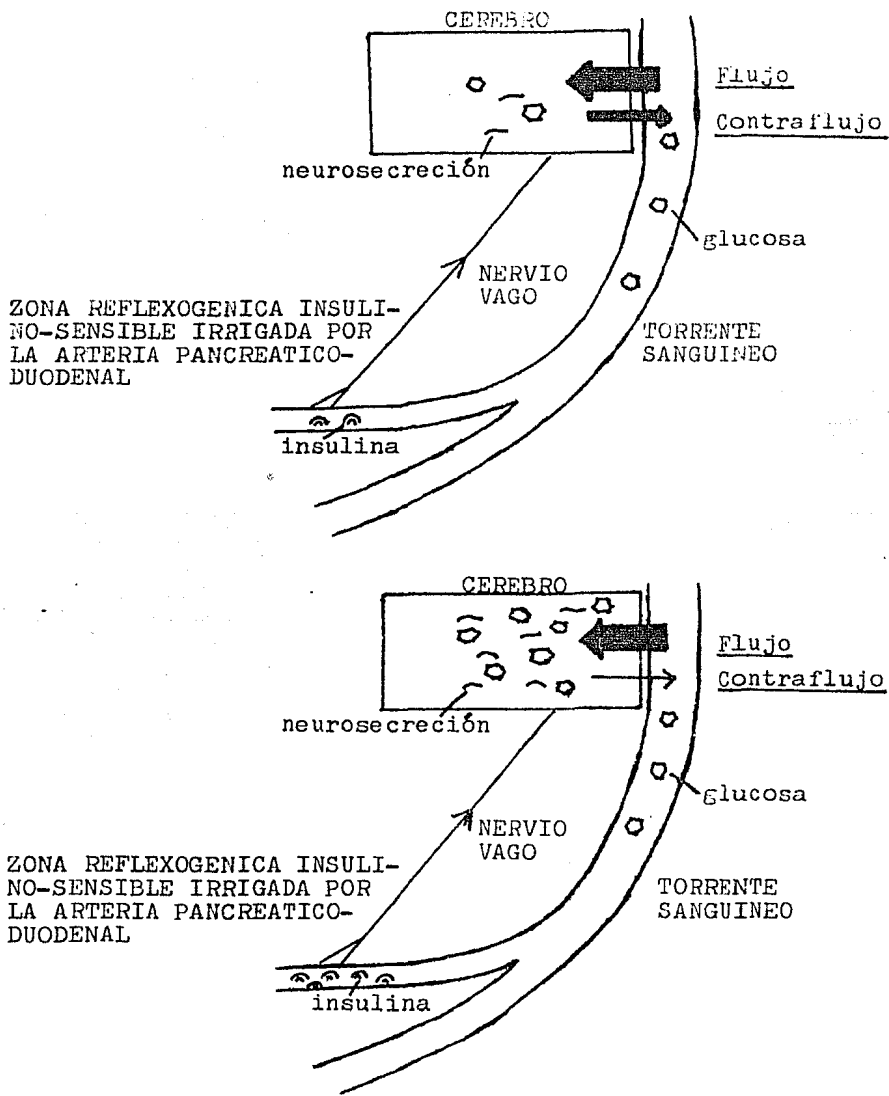 CEREBRO
Flujo
Contraflujo
neurosecreción
glucosa
NERVIO
VAGO
ZONA REFLEXOGENICA INSULI-
NO-SENSIBLE IRRIGADA POR
LA ARTERIA PANCREATICO-
DUODENAL
TORRENTE
SANGUINEO
insulina
CEREBRO
Flujo
Contraflujo
neurosecreción
glucosa
NERVIO
VAGO
ZONA REFLEXOGENICA INSULI-
NO-SENSIBLE IRRIGADA POR
LA ARTERIA PANCREATICO-
DUODENAL
TORRENTE
SANGUINEO
insulina